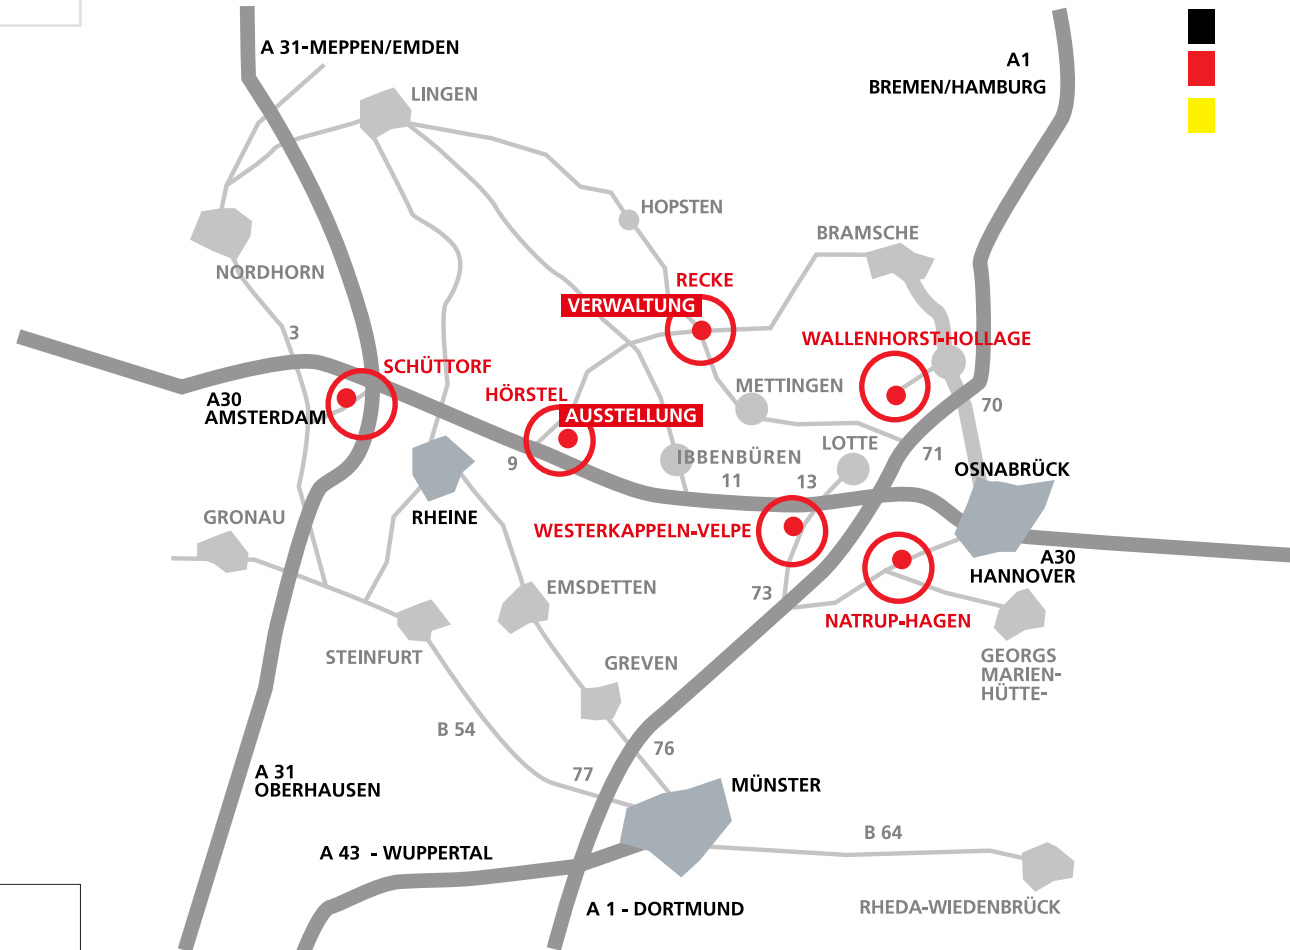 A 31-MEPPEN/EMDEN
A1
BREMEN/HAMBURG
LINGEN
HOPSTEN
BRAMSCHE
NORDHORN
RECKE
VERWALTUNG
3
WALLENHORST-HOLLAGE
SCHÜTTORF
METTINGEN
HÖRSTEL
A30
AMSTERDAM
AUSSTELLUNG
70
LOTTE
71
9
IBBENBÜREN
11
13
OSNABRÜCK
GRONAU
RHEINE
WESTERKAPPELN-VELPE
A30
HANNOVER
EMSDETTEN
73
NATRUP-HAGEN
STEINFURT
GREVEN
GEORGS
MARIEN-
HÜTTE-
B 54
76
A 31
OBERHAUSEN
77
MÜNSTER
B 64
A 43 - WUPPERTAL
A 1 - DORTMUND
RHEDA-WIEDENBRÜCK